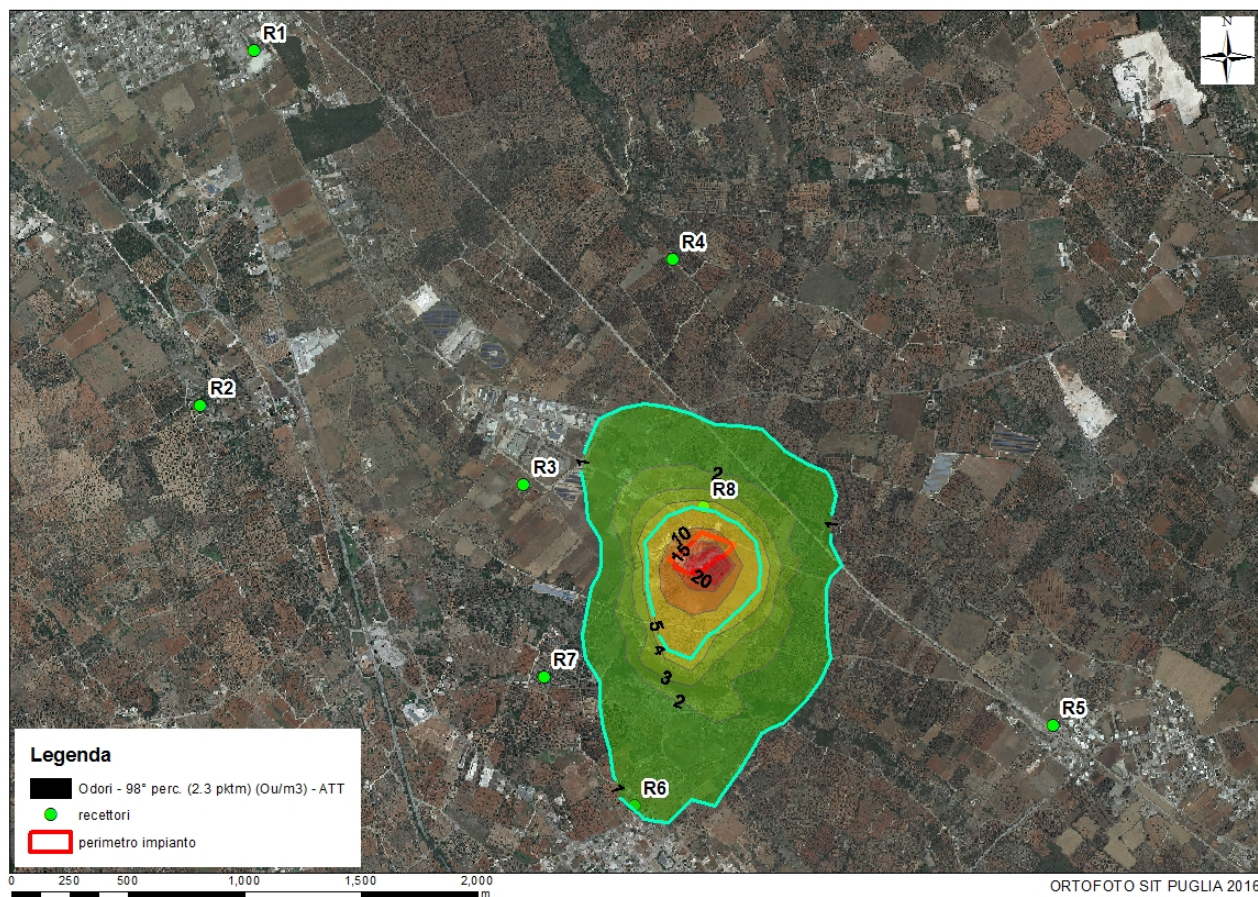 R1
N
R4
R2
R3
1
2
R8
1
10
15
20
5
4
3
2
R7
R5
1
R6
Legenda
Odori - 98° perc. (2.3 pktm) (Ou/m3) - ATT
recettori
perimetro impianto
0 250 500 1,000 1,500 2,000
m
ORTOFOTO SIT PUGLIA 2016